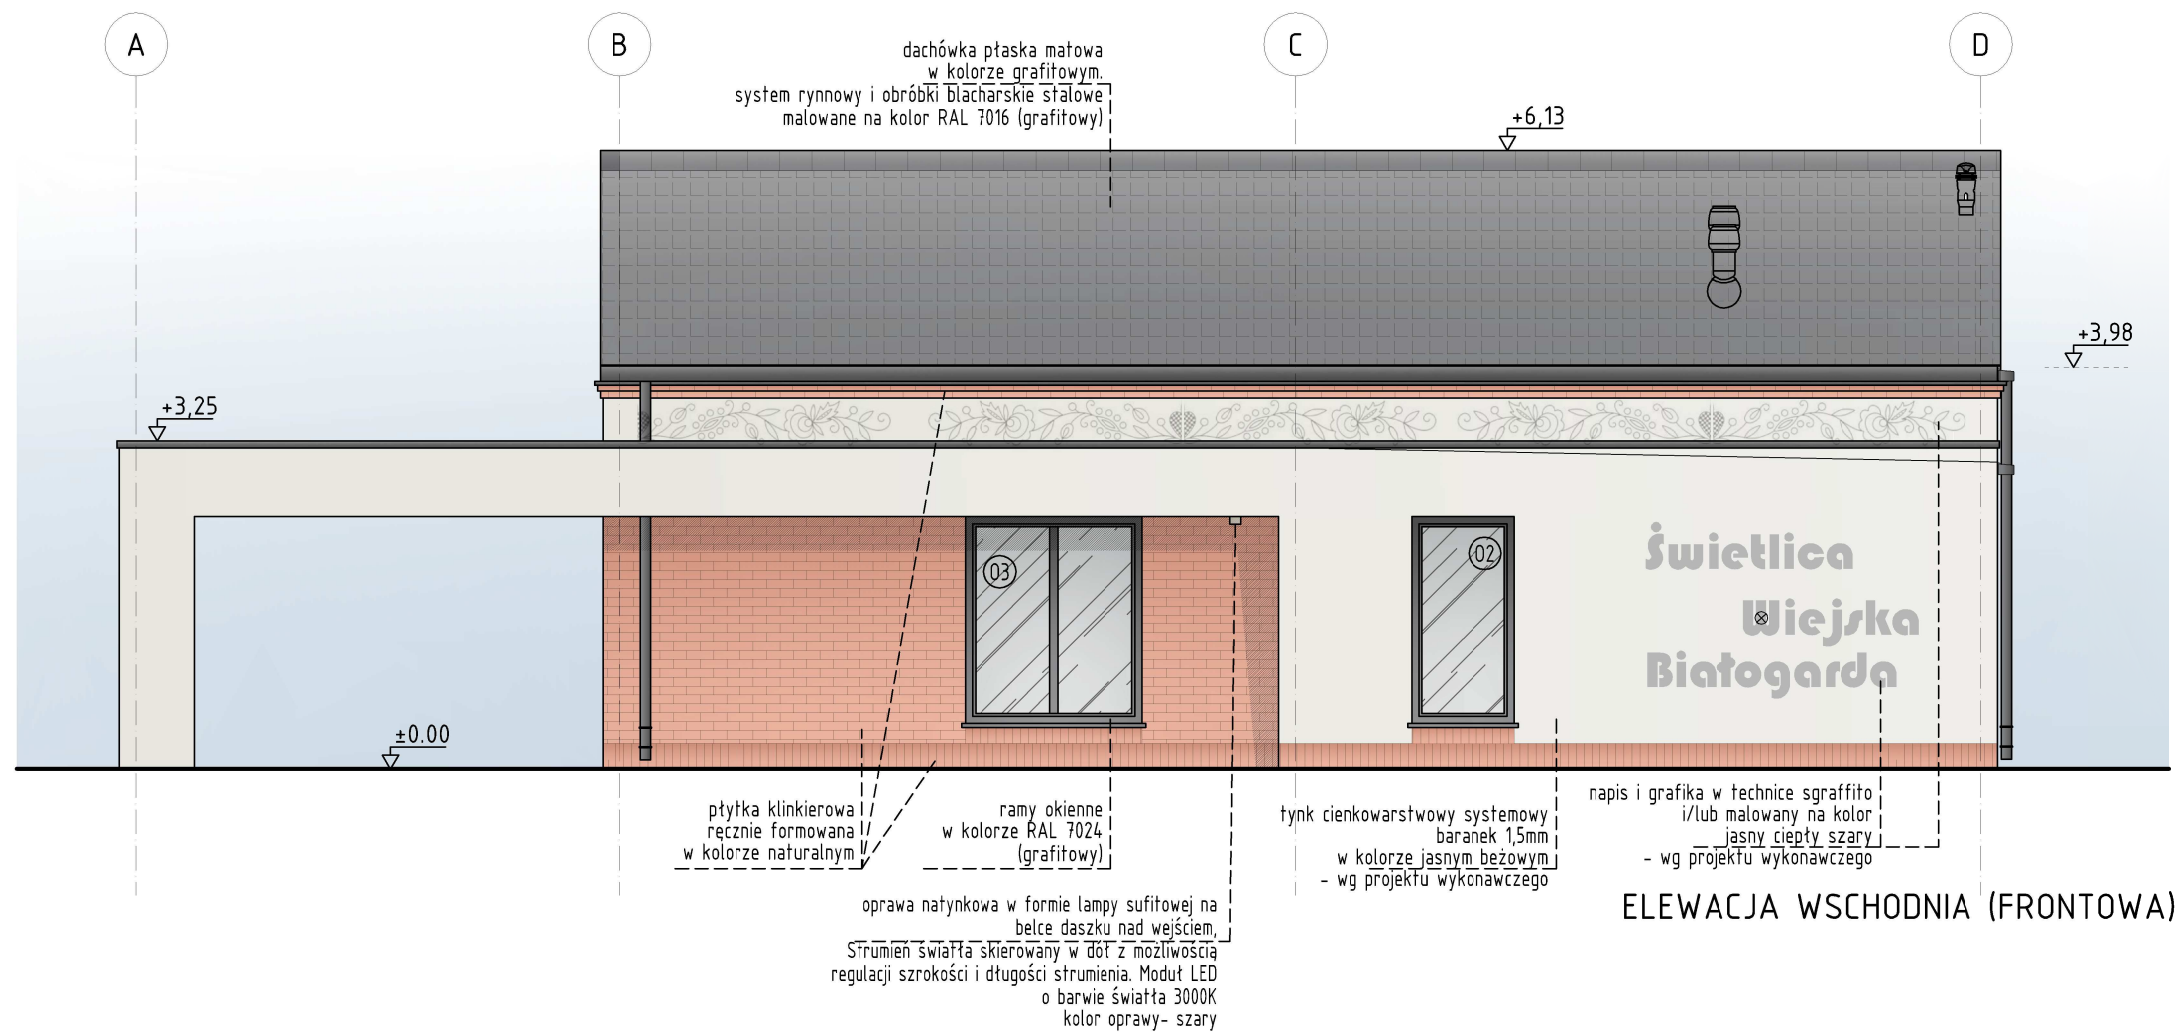 A
B
C
D
dachówka płaska matowa
w kolorze grafitowym.
system rynnowy i obróbki blacharskie stalowe
malowane na kolor RAL 7016 (grafitowy)
+6,13
+3,98
+3,25
±0.00
03
02
Świetlica
Wiejska
Białogarda
płytka klinkierowa
ręcznie formowana
w kolorze naturalnym
ramy okienne
w kolorze RAL 7024
(grafitowy)
tynk cienkowarstwowy systemowy
baranek 1,5mm
w kolorze jasnym beżowym
- wg projektu wykonawczego
napis i grafika w technice sgraffito
i/lub malowany na kolor
jasny ciepły szary
- wg projektu wykonawczego
oprawa natynkowa w formie lampy sufitowej na
belce daszku nad wejściem,
Strumień światła skierowany w dół z możliwością
regulacji szrokości i długości strumienia. Moduł LED
o barwie światła 3000K
kolor oprawy- szary
ELEWACJA WSCHODNIA (FRONTOWA)